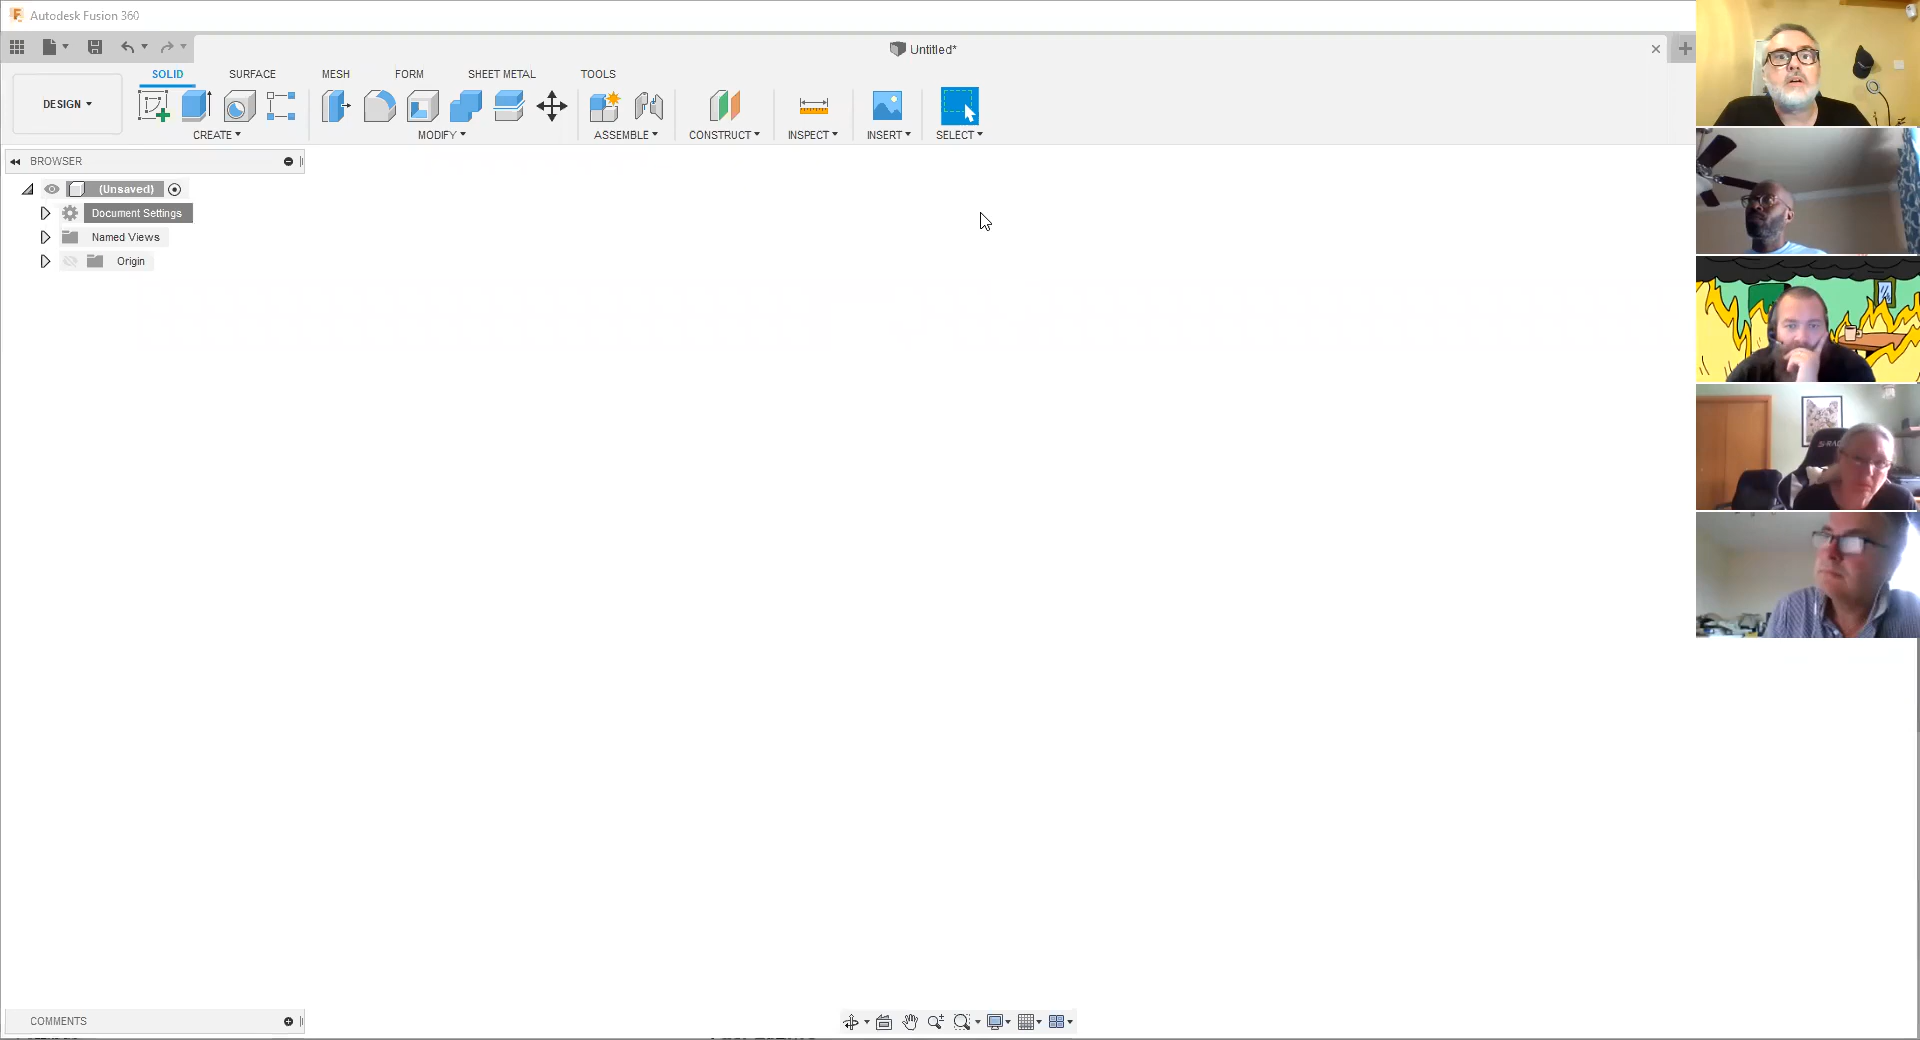 Autodesk Fusion 360
Untitled*
DESIGN
SOLID SURFACE MESH FORM SHEET METAL TOOLS
CREATE MODIFY ASSEMBLE CONSTRUCT INSPECT INSERT SELECT
BROWSER
(Unsaved)
Document Settings
Named Views
Origin
COMMENTS